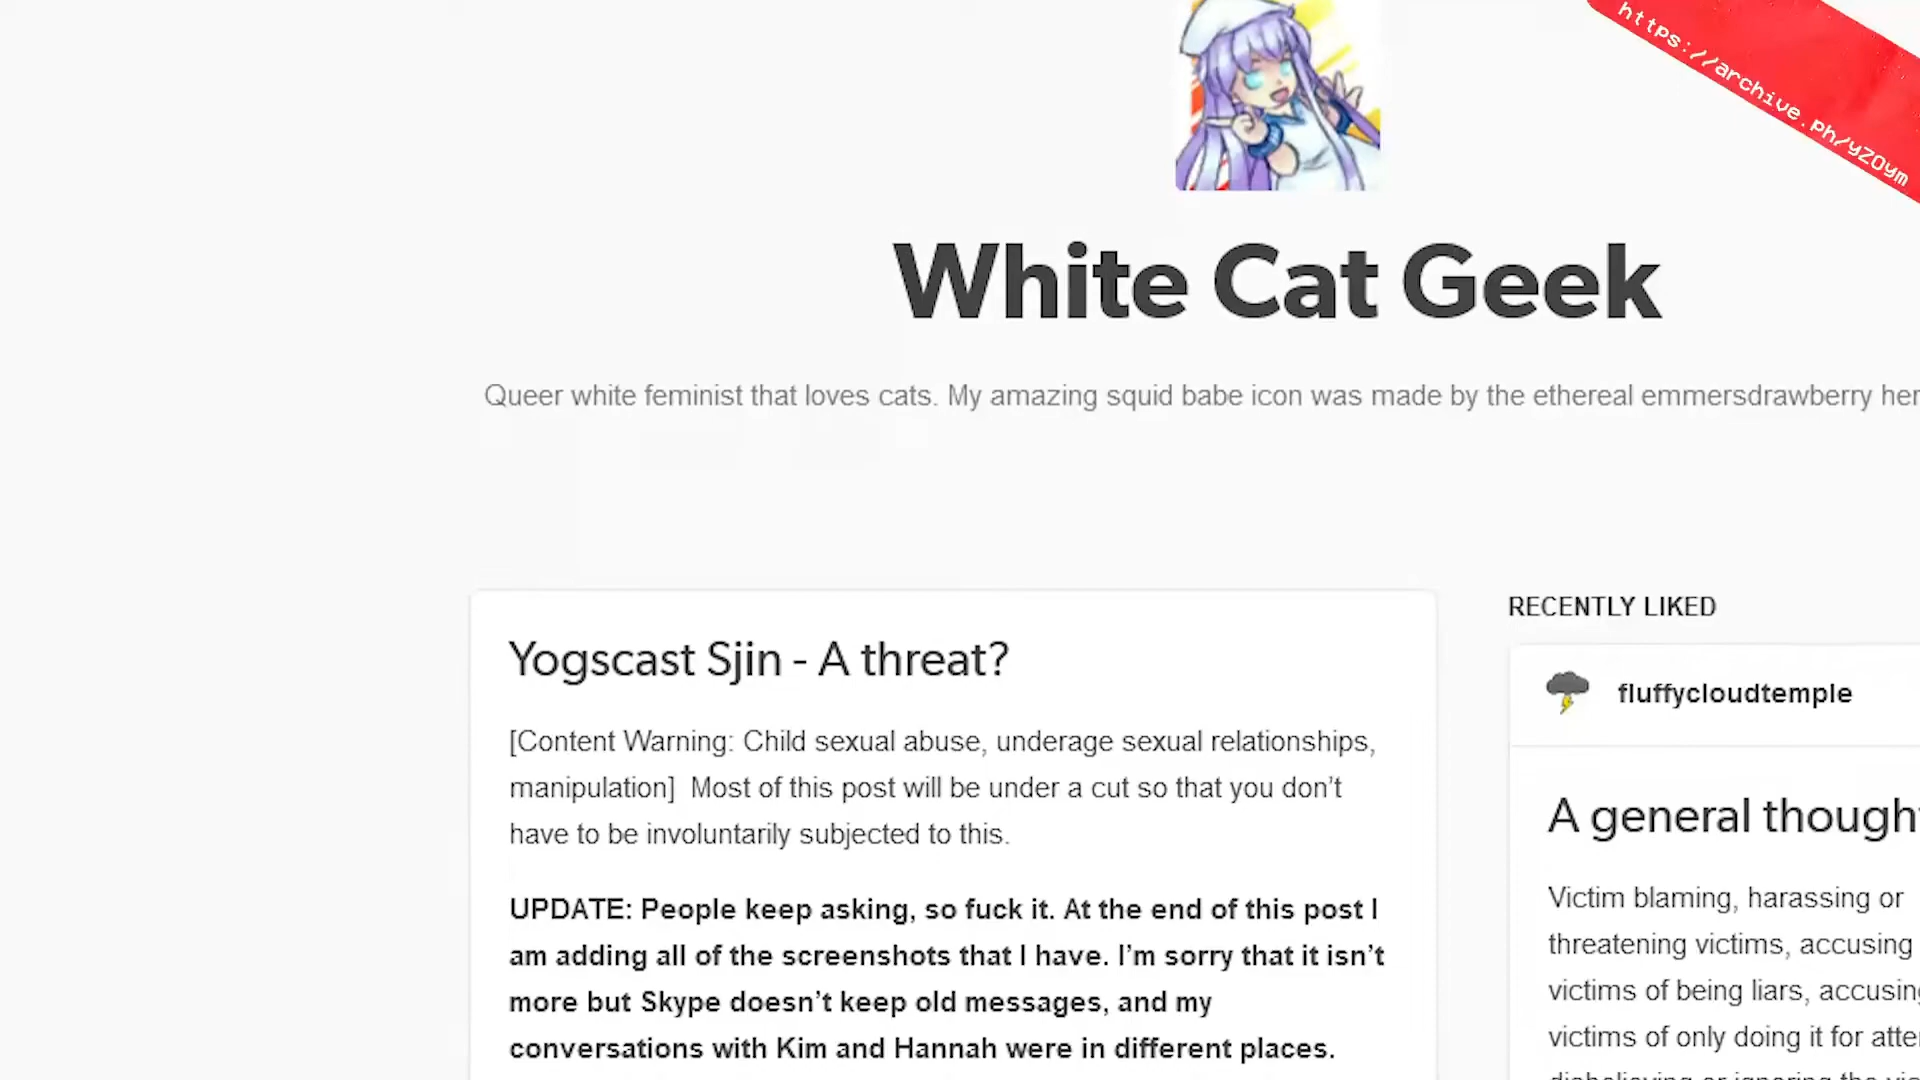 https://archive.ph/yZOym
White Cat Geek
Queer white feminist that loves cats. My amazing squid babe icon was made by the ethereal emmersdrawberry
Yogscast Sjin - A threat?
[Content Warning: Child sexual abuse, underage sexual relationships,
manipulation]  Most of this post will be under a cut so that you don't
have to be involuntarily subjected to this.
UPDATE: People keep asking, so fuck it. At the end of this post I
am adding all of the screenshots that I have. I'm sorry that it isn't
more but Skype doesn't keep old messages, and my
conversations with Kim and Hannah were in different places.
RECENTLY LIKED
fluffycloudtemple
A general
Victim blaming, harassing or
threatening victims, accusing
victims of being liars,
victims of only doing it for